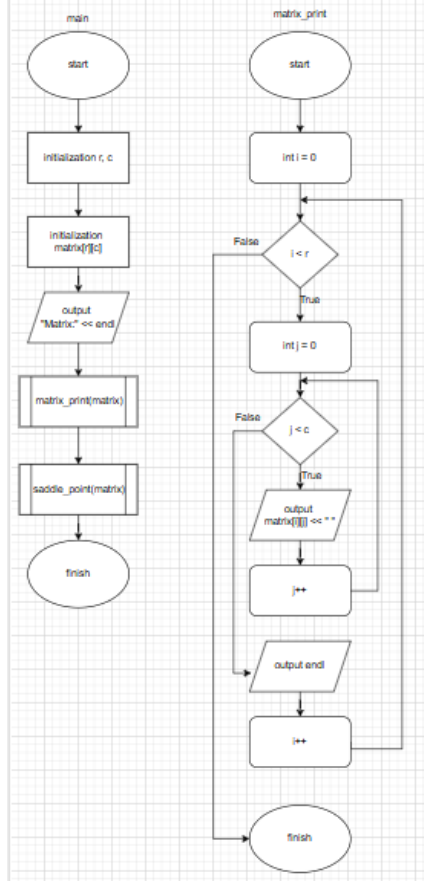 main
start
initialization r, c
initialization
matrix[r][c]
output
"Matrix:" << endl
matrix_print(matrix)
saddle_point(matrix)
finish
matrix_print
start
int i = 0
i < r
False
True
int j = 0
j < c
False
True
output
matrix[i][j] << " "
j++
output endl
i++
finish